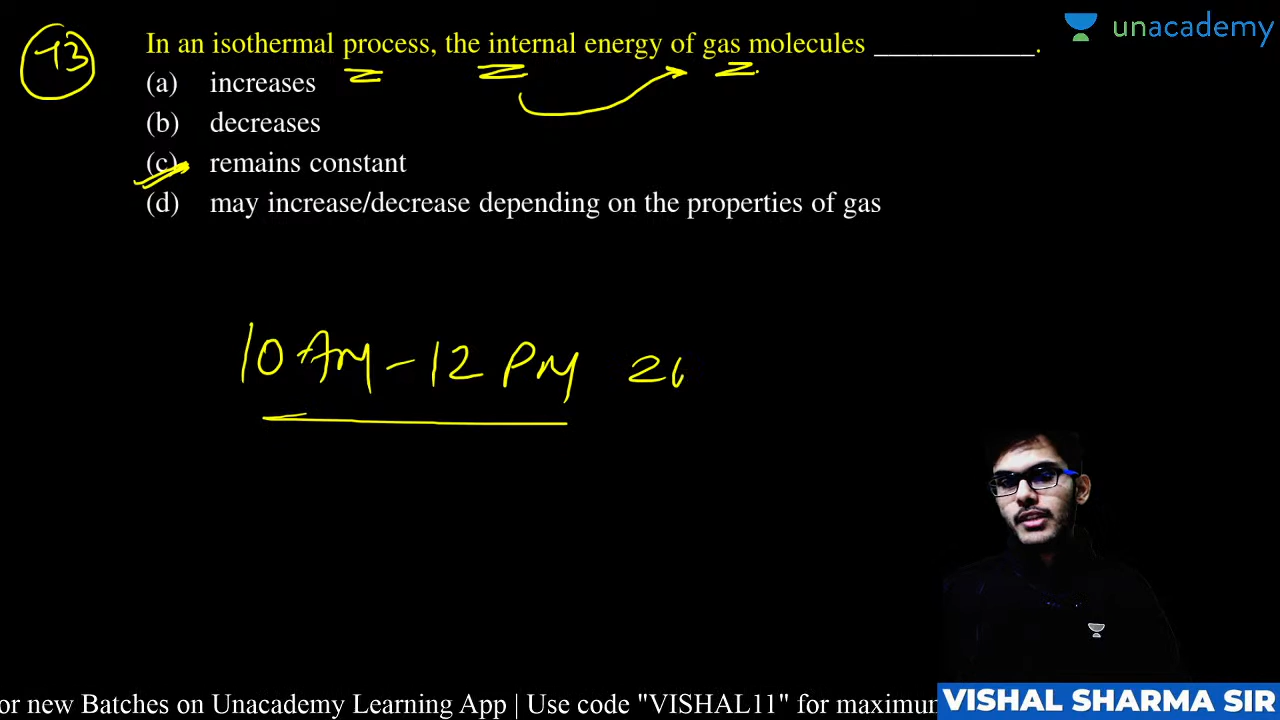 73
In an isothermal process, the internal energy of gas molecules ___________.
(a) increases
(b) decreases
(c) remains constant
(d) may increase/decrease depending on the properties of gas
10 AM - 12 PM
unacademy
or new Batches on Unacademy Learning App | Use code "VISHAL11" for maximum
VISHAL SHARMA SIR